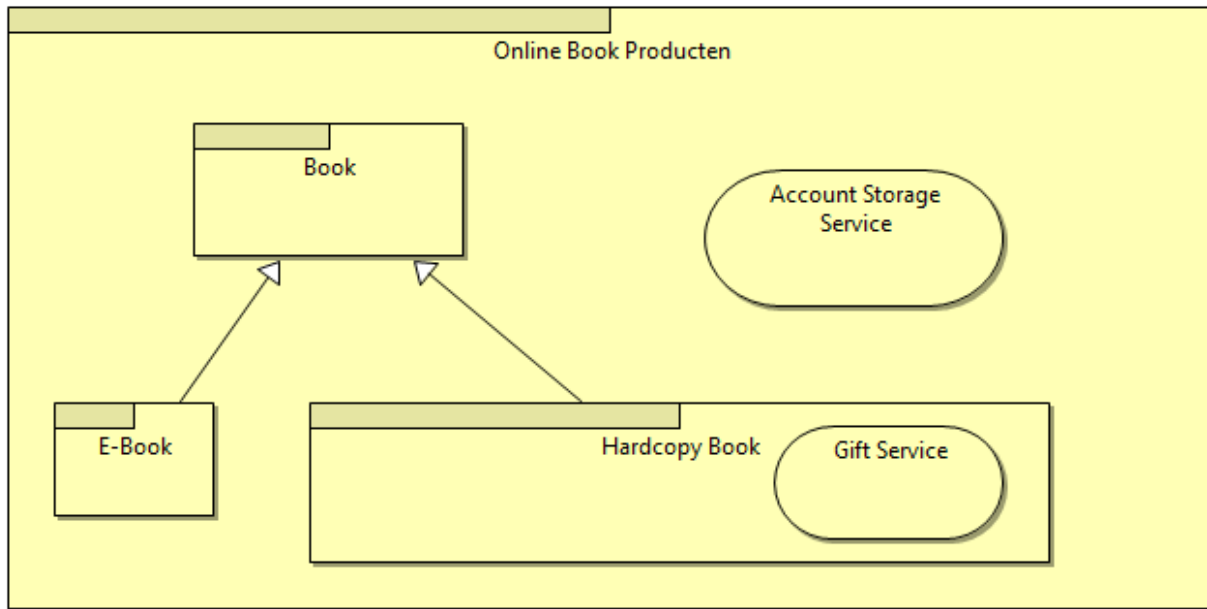 Online Book Producten
Book
Account Storage
Service
E-Book
Hardcopy Book
Gift Service